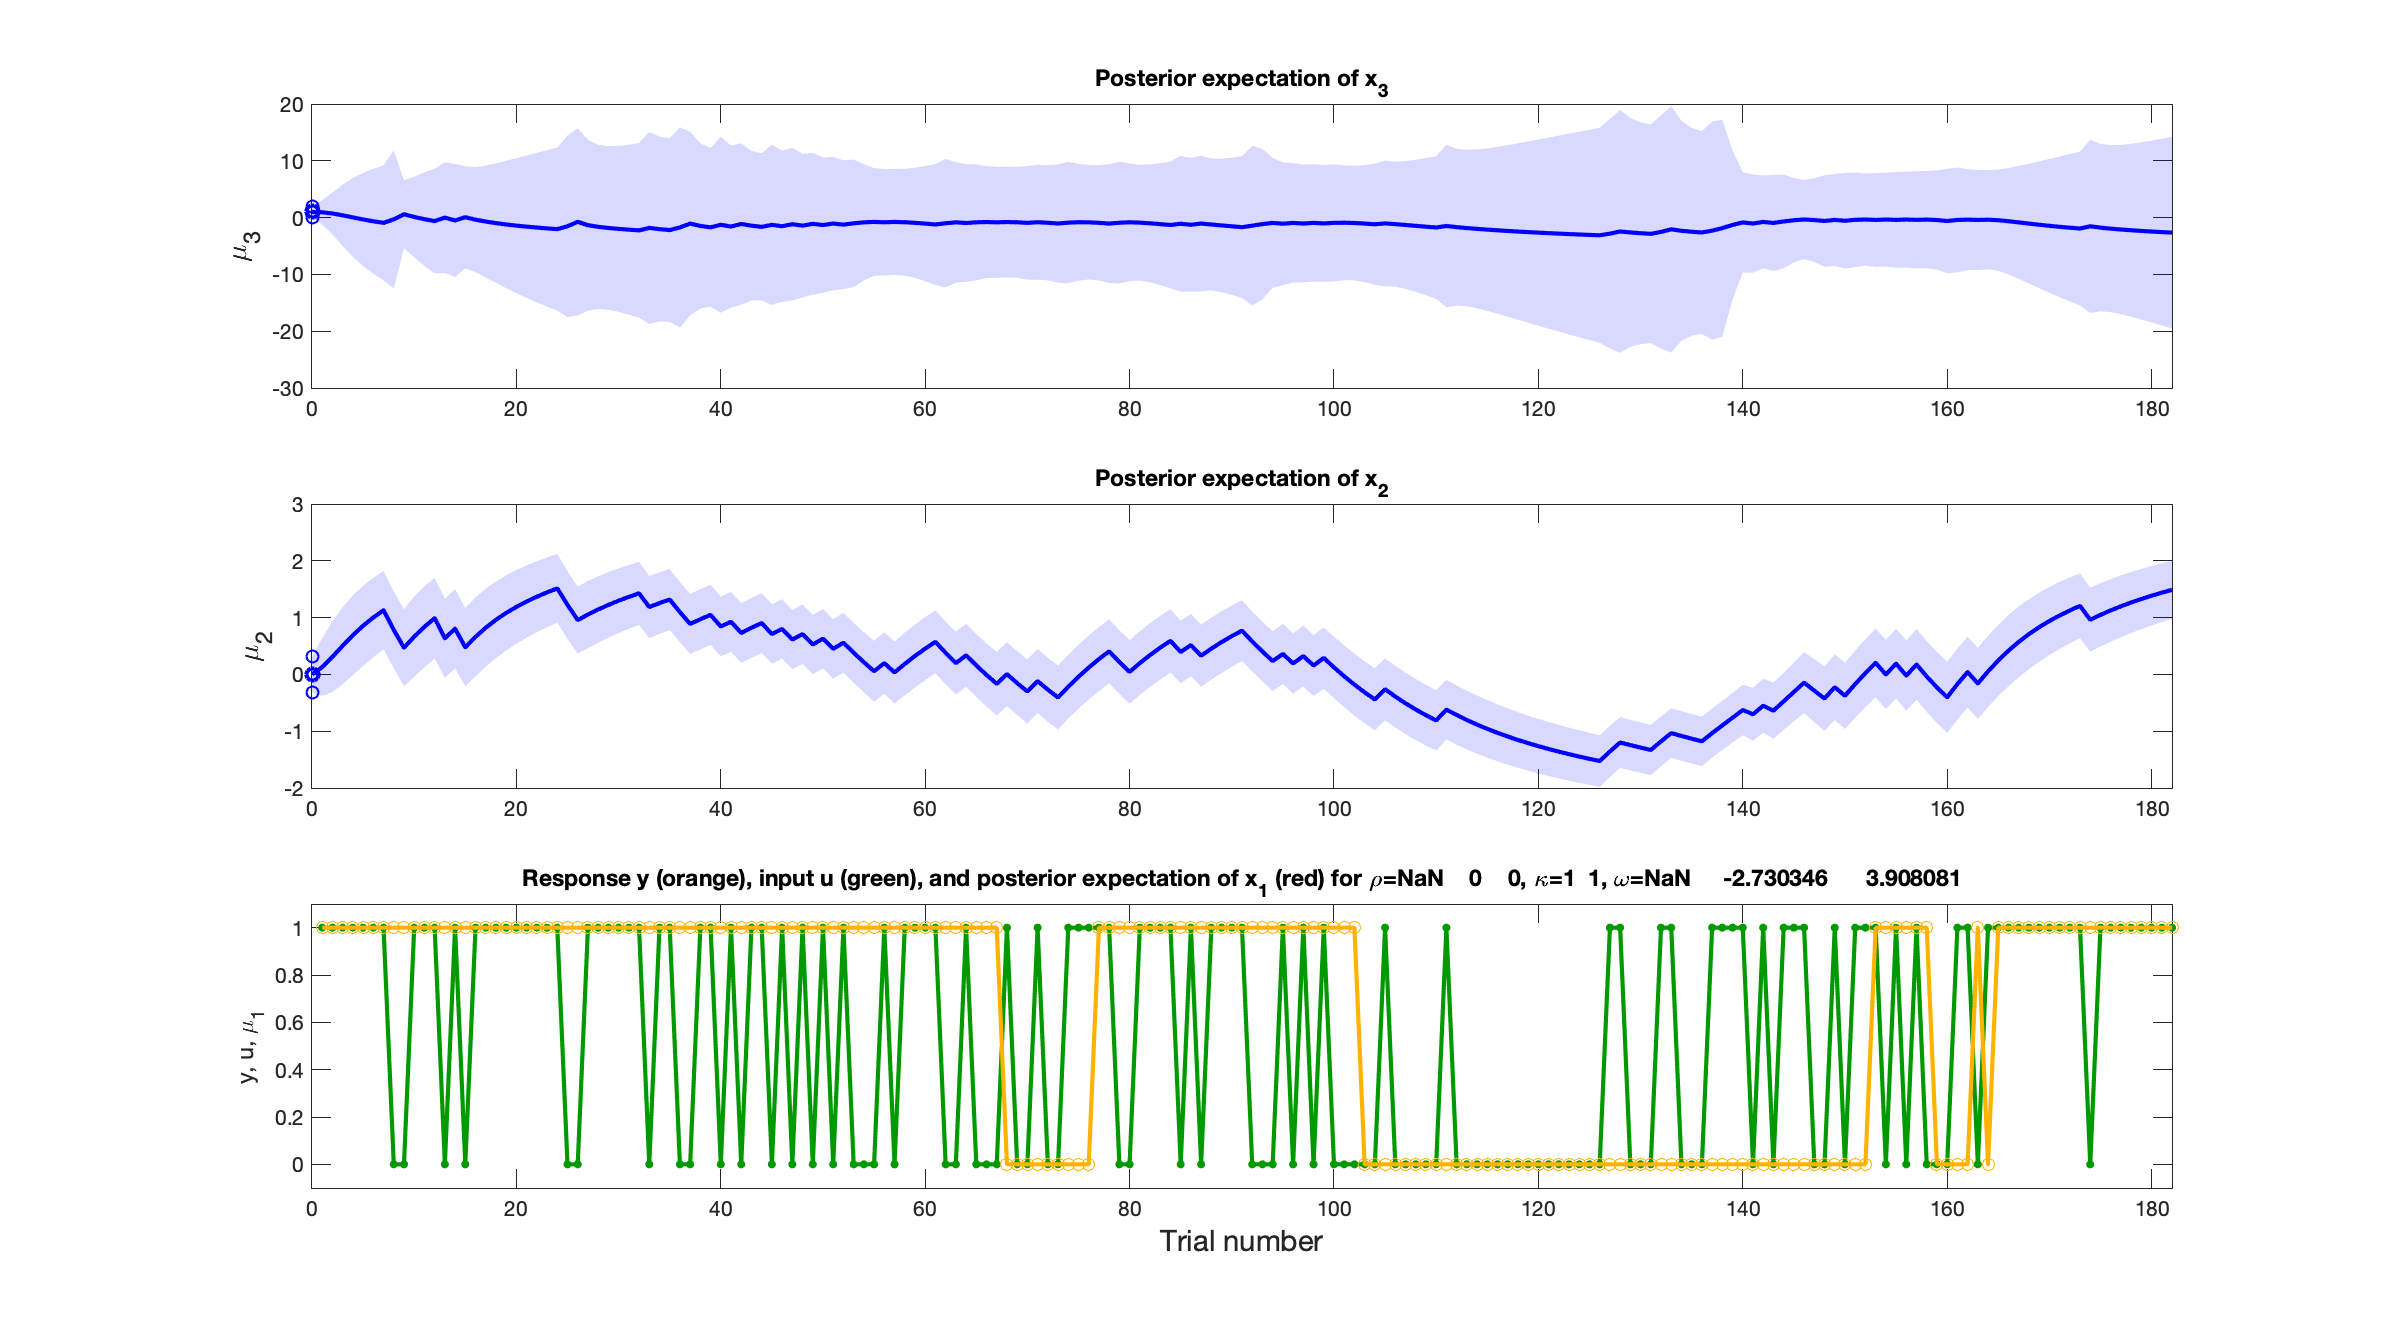 Posterior expectation of x3
20
10
0
-10
-20
-30
μ3
0 20 40 60 80 100 120 140 160 180
Posterior expectation of x2
3
2
1
0
-1
-2
μ2
0 20 40 60 80 100 120 140 160 180
Response y (orange), input u (green), and posterior expectation of x1 (red) for ρ=NaN 0 0, κ=1 1, ω=NaN -2.730346 3.908081
1
0.8
0.6
0.4
0.2
0
y, u, μ1
0 20 40 60 80 100 120 140 160 180
Trial number